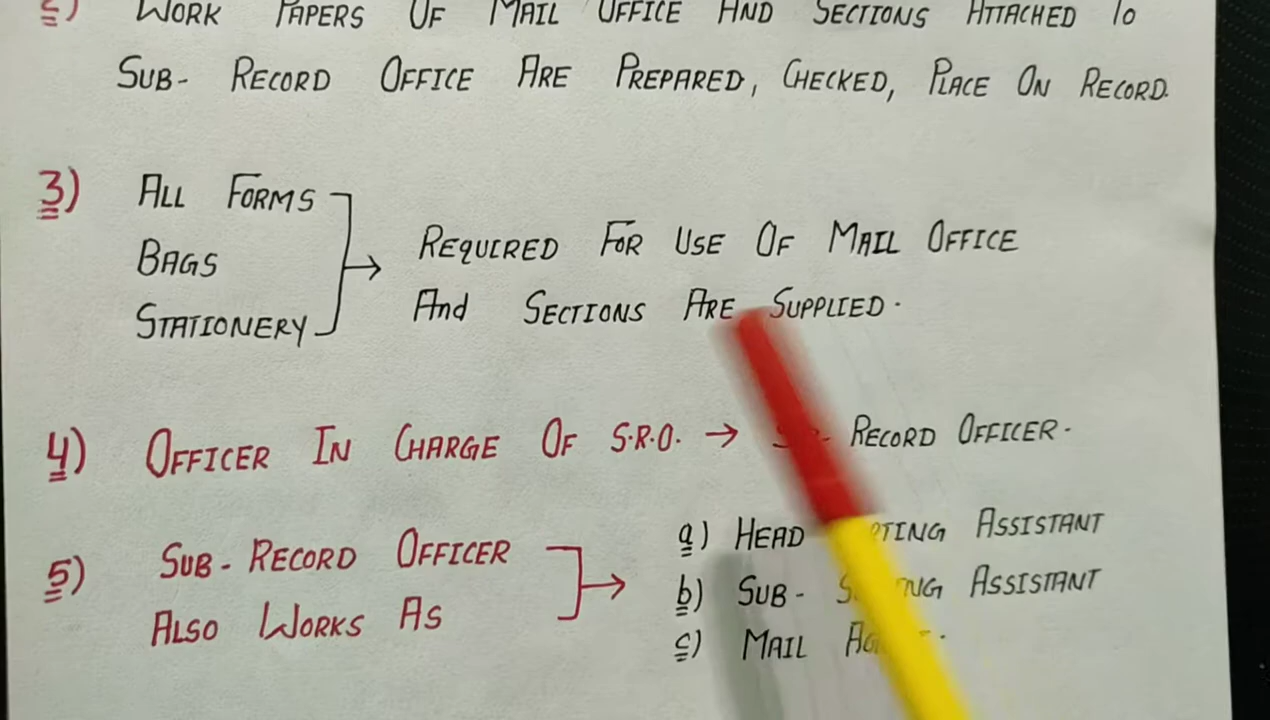 WORK PAPERS OF MAIL OFFICE AND SECTIONS ATTACHED TO
SUB- RECORD OFFICE ARE PREPARED, CHECKED, PLACE ON RECORD.
3) ALL FORMS
BAGS
STATIONERY
REQUIRED FOR USE OF MAIL OFFICE
And SECTIONS ARE SUPPLIED.
4) OFFICER IN CHARGE OF S.R.O. → RECORD OFFICER.
5) SUB- RECORD OFFICER
ALSO WORKS AS
a) HEAD ASSISTANT
b) SUB- ASSISTANT
c) MAIL